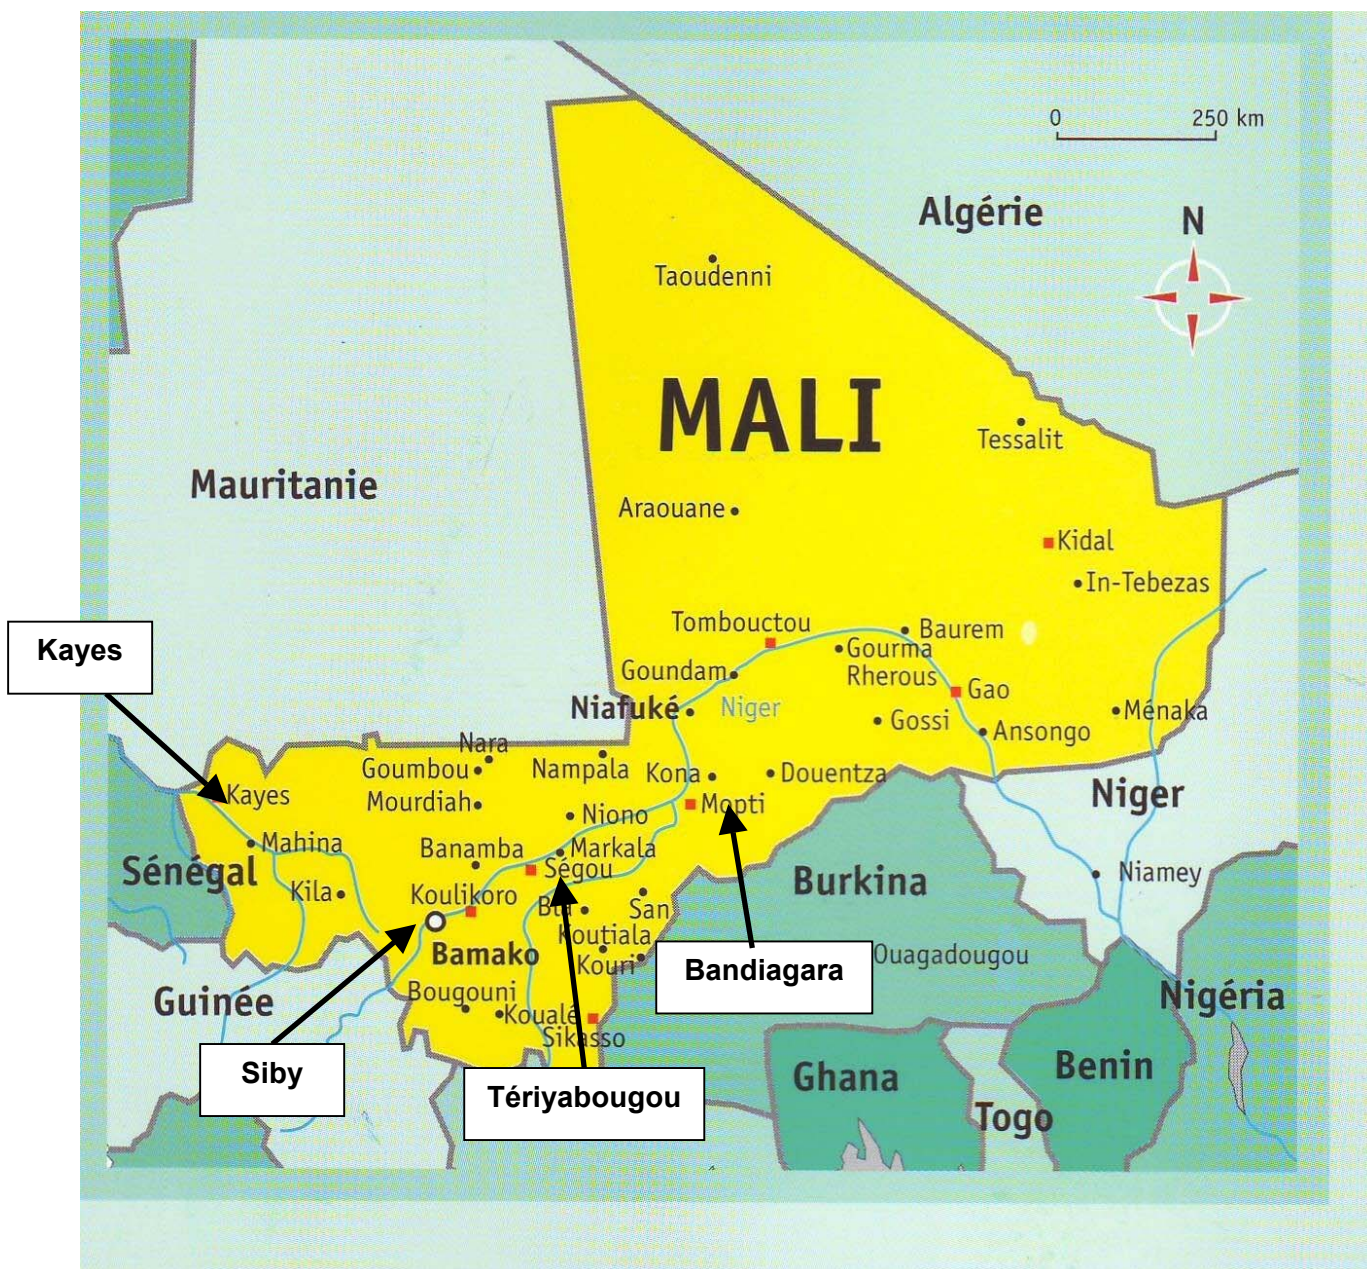 0 250 km
Algérie
N
Taoudenni
MALI
Tessalit
Mauritanie
Araouane
Kidal
In-Tebezas
Tombouctou
Baurem
Kayes
Gourma
Rherous
Goundam
Gao
Niafuké
Niger
Gossi
Ménaka
Ansongo
Nara
Goumbou
Nampala
Kona
Douentza
Kayes
Mourdiah
Mopti
Niger
Niono
Mahina
Banamba
Markala
Ségou
Sénégal
Kila
Koulikoro
Burkina
Niamey
Bla
San
Koutiala
Bamako
Kouri
Bandiagara
Ouagadougou
Guinée
Bougouni
Koualé
Sikasso
Nigéria
Siby
Tériyabougou
Ghana
Benin
Togo